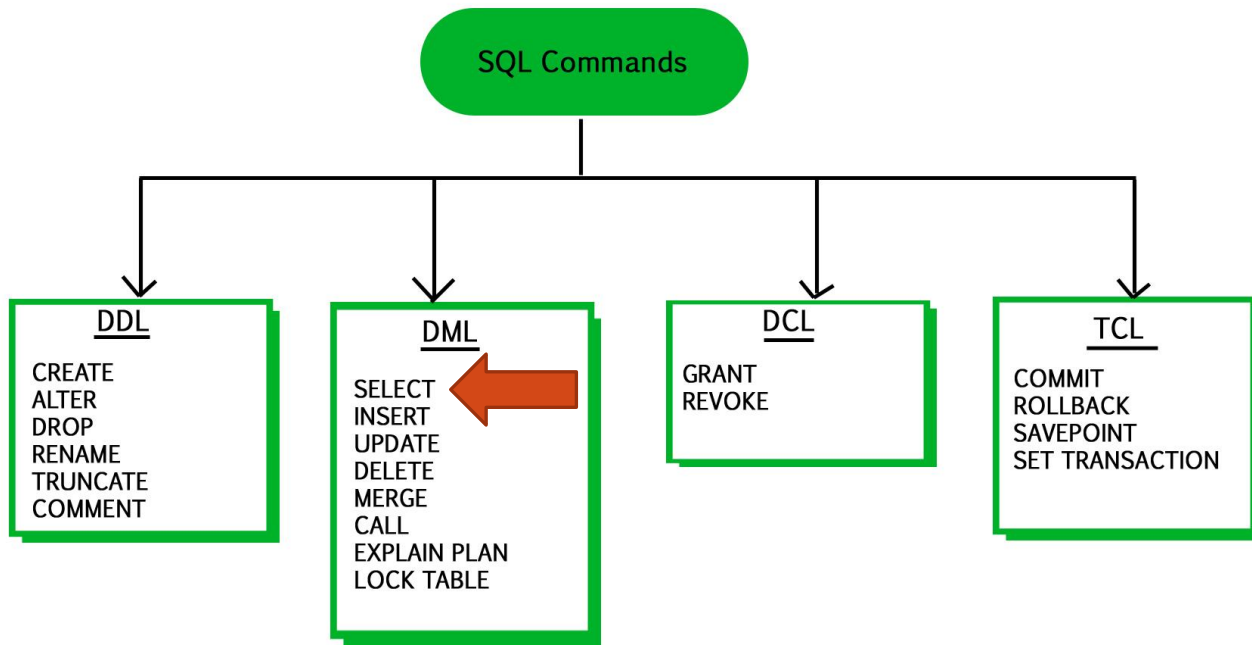 SQL Commands
DDL
CREATE
ALTER
DROP
RENAME
TRUNCATE
COMMENT
DML
SELECT
INSERT
UPDATE
DELETE
MERGE
CALL
EXPLAIN PLAN
LOCK TABLE
DCL
GRANT
REVOKE
TCL
COMMIT
ROLLBACK
SAVEPOINT
SET TRANSACTION